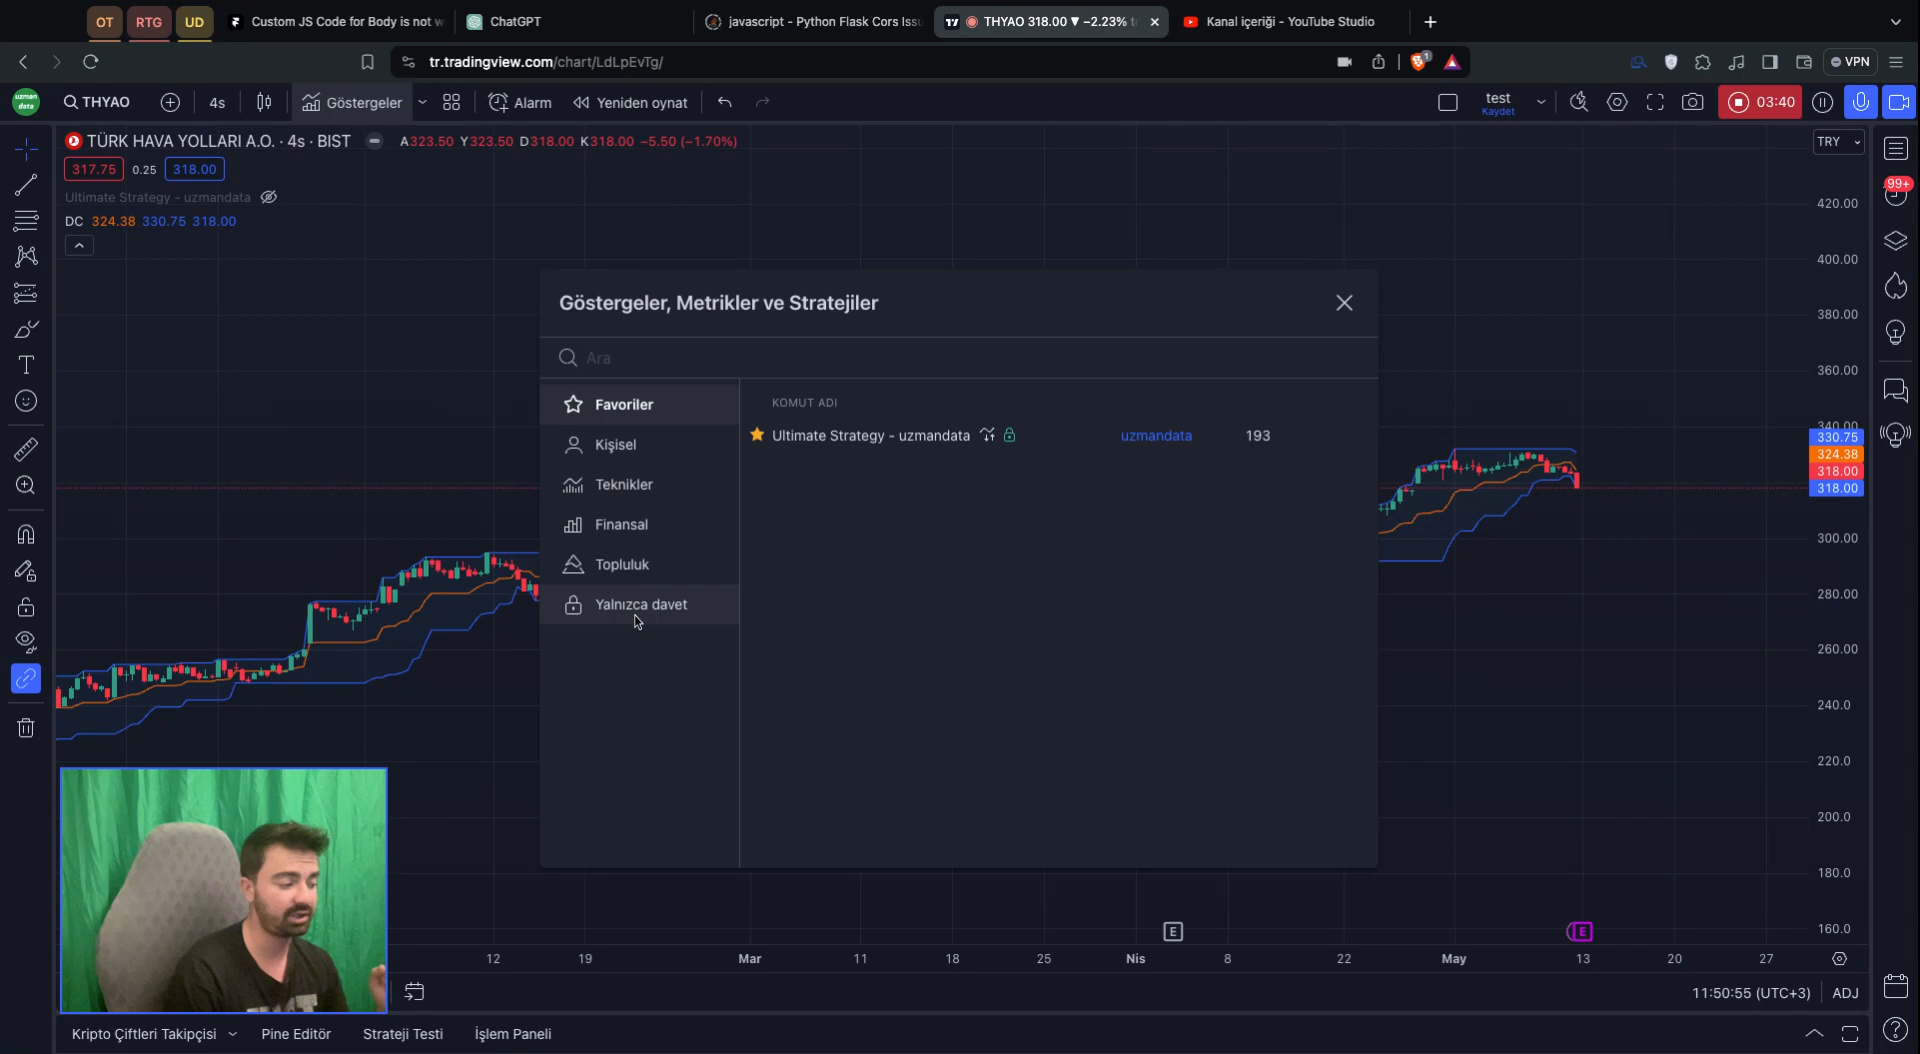 OT RTG UD Custom JS Code for Body is not w ChatGPT javascript - Python Flask Cors Issu THYAO 318.00 ▼ −2.23% Kanal içeriği - YouTube Studio
tr.tradingview.com/chart/LdLpEvTg/ 1 VPN
uzman data THYAO 4s Göstergeler Alarm Yeniden oynat test Kaydet 03:40
TÜRK HAVA YOLLARI A.O. · 4s · BIST A323.50 Y323.50 D318.00 K318.00 −5.50 (−1.70%) TRY
317.75 0.25 318.00
Ultimate Strategy - uzmandata
DC 324.38 330.75 318.00
99+
Göstergeler, Metrikler ve Stratejiler
Ara
Favoriler
Kişisel
Teknikler
Finansal
Topluluk
Yalnızca davet
KOMUT ADI
Ultimate Strategy - uzmandata uzmandata 193
420.00
400.00
380.00
360.00
340.00
330.75
324.38
318.00
318.00
300.00
280.00
260.00
240.0
220.0
200.0
180.0
160.0
E E
12 19 Mar 11 18 25 Nis 8 22 May 13 20 27
11:50:55 (UTC+3) ADJ
Kripto Çiftleri Takipçisi Pine Editör Strateji Testi İşlem Paneli